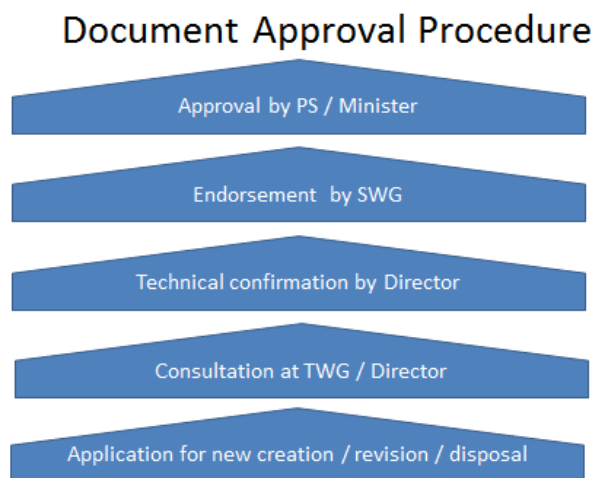 Document Approval Procedure
Approval by PS / Minister
Endorsement by SWG
Technical confirmation by Director
Consultation at TWG / Director
Application for new creation / revision / disposal